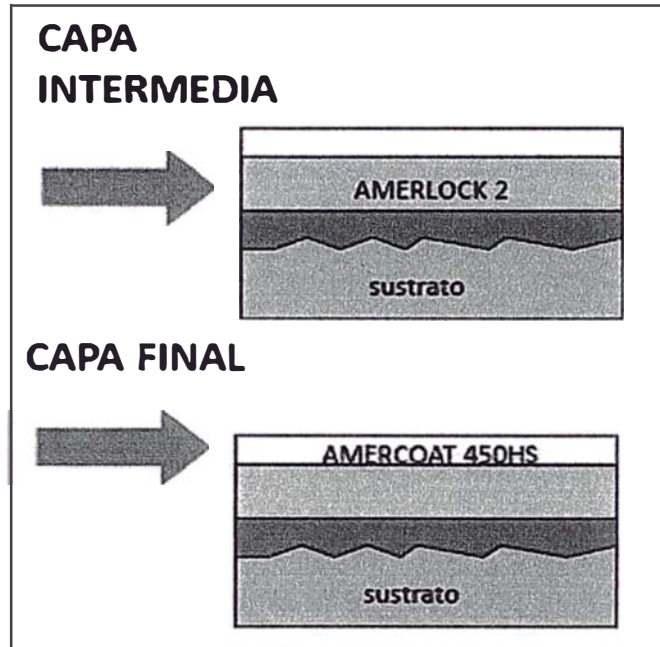 CAPA
INTERMEDIA
AMERLOCK 2
sustrato
CAPA FINAL
AMERCOAT 450HS
sustrato